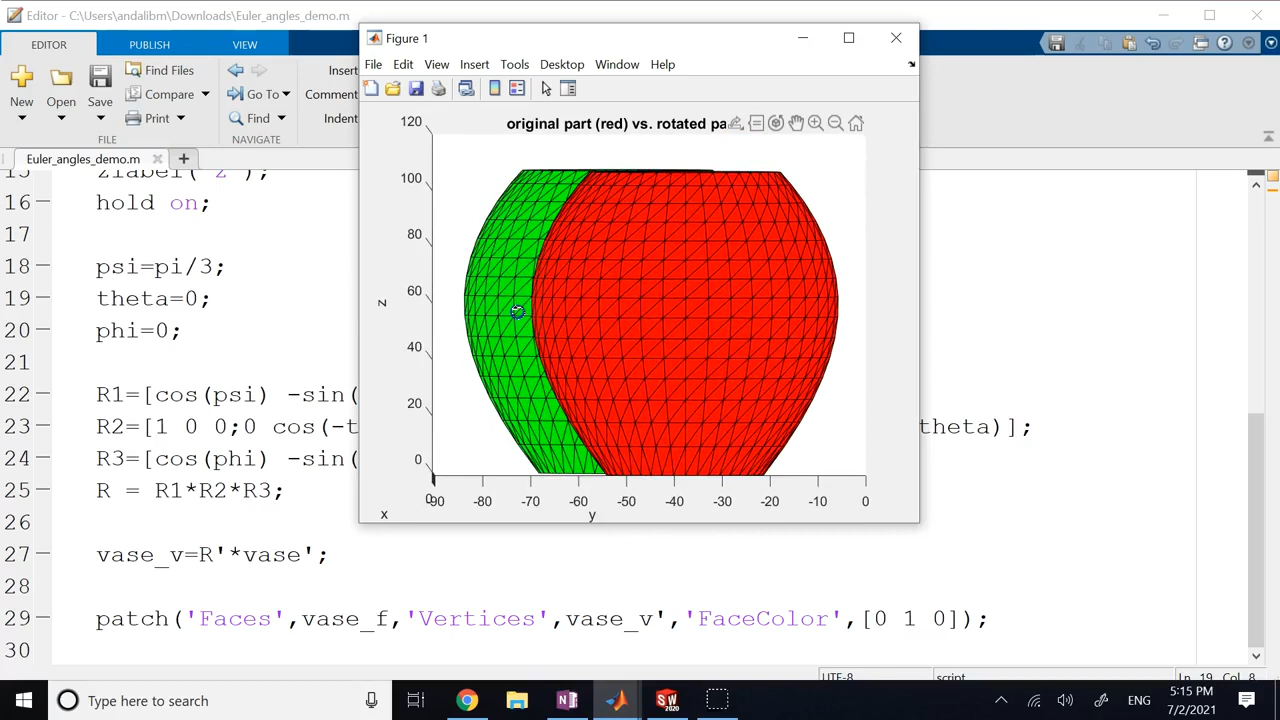 Editor - C:\Users\andalibm\Downloads\Euler_angles_demo.m
EDITOR PUBLISH VIEW
New Open Save
Find Files
Compare
Print
FILE
Go To
Find
NAVIGATE
Insert
Comment
Indent
Euler_angles_demo.m
15 zlabel('z');
16 hold on;
17
18 psi=pi/3;
19 theta=0;
20 phi=0;
21
22 R1=[cos(psi) -sin(
23 R2=[1 0 0;0 cos(-t theta)];
24 R3=[cos(phi) -sin(
25 R = R1*R2*R3;
26
27 vase_v=R'*vase';
28
29 patch('Faces',vase_f,'Vertices',vase_v','FaceColor',[0 1 0]);
30
Figure 1
File Edit View Insert Tools Desktop Window Help
original part (red) vs. rotated pa
120
100
80
60
40
20
0
z
0
-90 -80 -70 -60 -50 -40 -30 -20 -10 0
x y
UTF-8 script Ln 19 Col 8
Type here to search
ENG
5:15 PM
7/2/2021
SW
2020